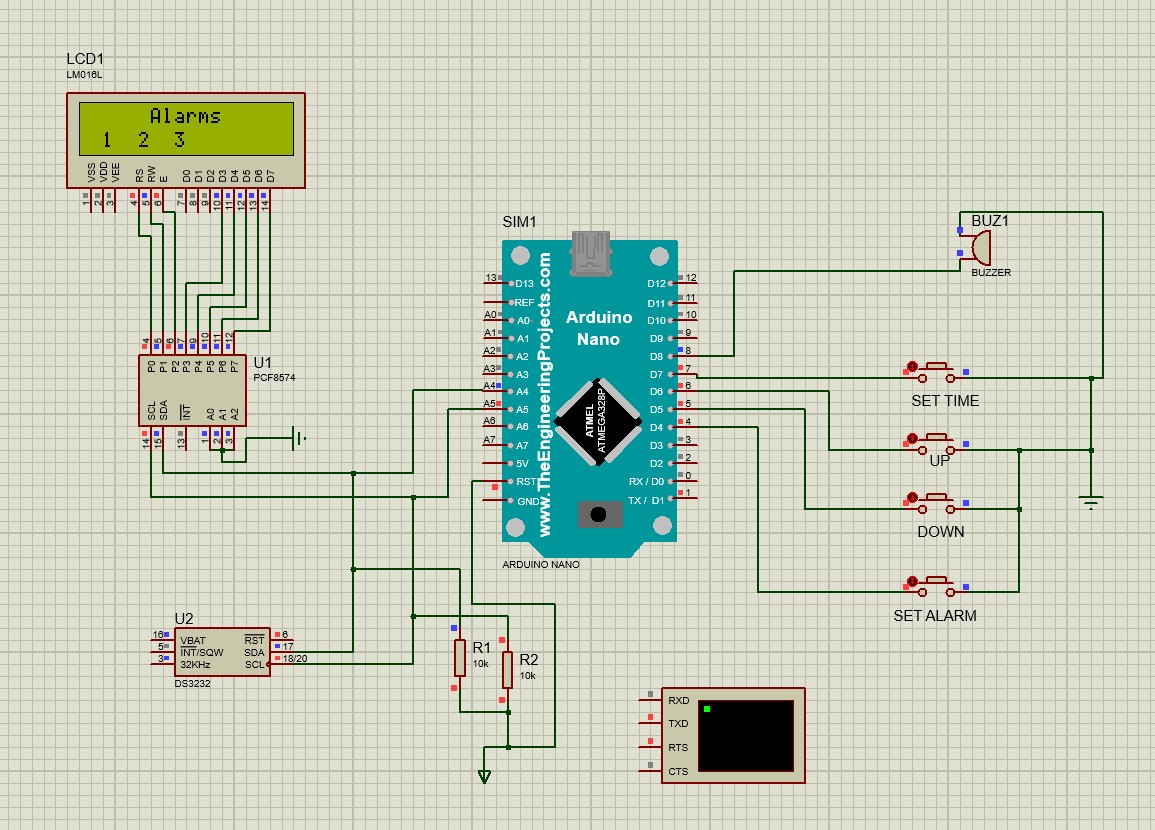 LCD1
LM016L
Alarms
1 2 3
VSS VDD VEE RS RW E D0 D1 D2 D3 D4 D5 D6 D7
1 2 3 4 5 6 7 8 9 10 11 12 13 14
4 5 6 7 9 10 11 12
P0 P1 P2 P3 P4 P5 P6 P7
U1
PCF8574
SCL SDA INT A0 A1 A2
14 15 13 1 2 3
SIM1
13 D13
REF
A0 A0
A1 A1
A2 A2
A3 A3
A4 A4
A5 A5
A6 A6
A7 A7
5V
RST
GND
www.TheEngineeringProjects.com
Arduino
Nano
ATMEL
ATMEGA328P
D12 12
D11 11
D10 10
D9 9
D8 8
D7 7
D6 6
D5 5
D4 4
D3 3
D2 2
RX / D0 0
TX / D1 1
ARDUINO NANO
BUZ1
BUZZER
SET TIME
UP
DOWN
SET ALARM
U2
16 VBAT RST 6
5 INT/SQW SDA 17
3 32KHz SCL 18/20
DS3232
R1
10k
R2
10k
RXD
TXD
RTS
CTS